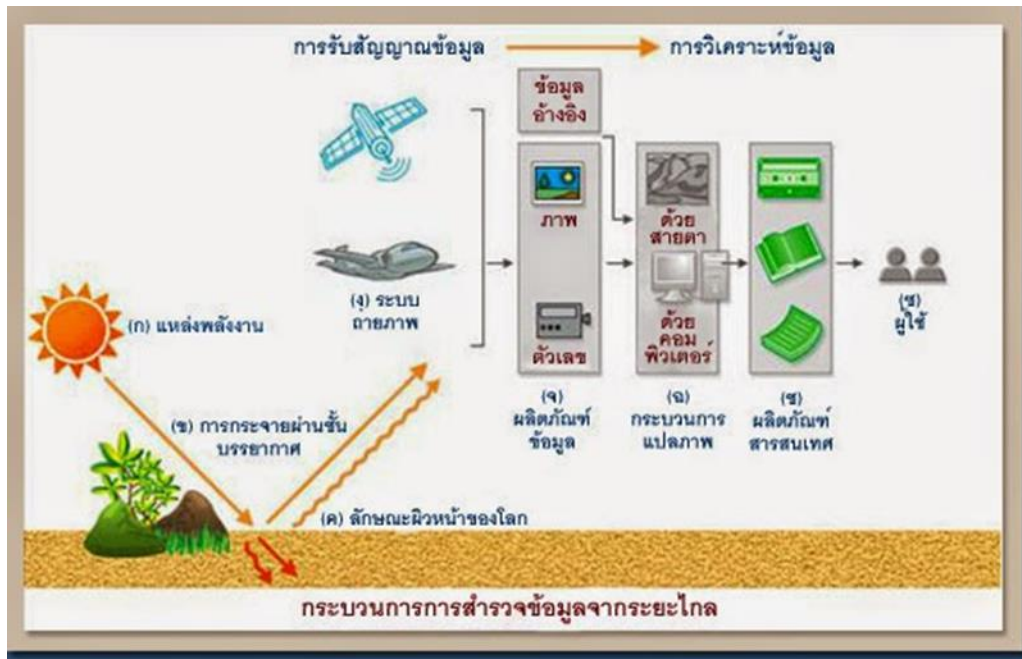 การรับสัญญาณข้อมูล
การวิเคราะห์ข้อมูล
ข้อมูล
อ้างอิง
ภาพ
ตัวเลข
ด้วย
สายตา
ด้วย
คอม
พิวเตอร์
(ก) แหล่งพลังงาน
(ง) ระบบ
ถ่ายภาพ
(ข) การกระจายผ่านชั้น
บรรยากาศ
(ค) ลักษณะผิวหน้าของโลก
(จ)
ผลิตภัณฑ์
ข้อมูล
(ฉ)
กระบวนการ
แปลภาพ
(ช)
ผลิตภัณฑ์
สารสนเทศ
(ซ)
ผู้ใช้
กระบวนการการสำรวจข้อมูลจากระยะไกล